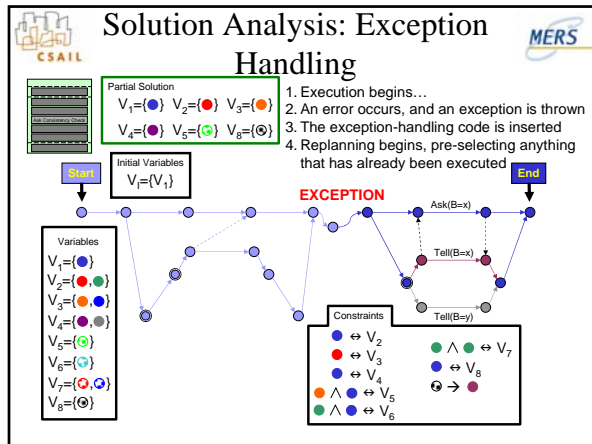 Solution Analysis: Exception
Handling
CSAIL
MERS
Partial Solution
V1={ } V2={ } V3={ }
V4={ } V5={ } V8={ }
Ask Consistency Check
1. Execution begins…
2. An error occurs, and an exception is thrown
3. The exception-handling code is inserted
4. Replanning begins, pre-selecting anything
that has already been executed
Start
Initial Variables
VI={V1}
EXCEPTION
End
Ask(B=x)
Tell(B=x)
Tell(B=y)
Variables
V1={ }
V2={ , }
V3={ , }
V4={ , }
V5={ }
V6={ }
V7={ , }
V8={ }
Constraints
↔ V2
↔ V3
↔ V4
∧ ↔ V5
∧ ↔ V6
∧ ↔ V7
↔ V8
→